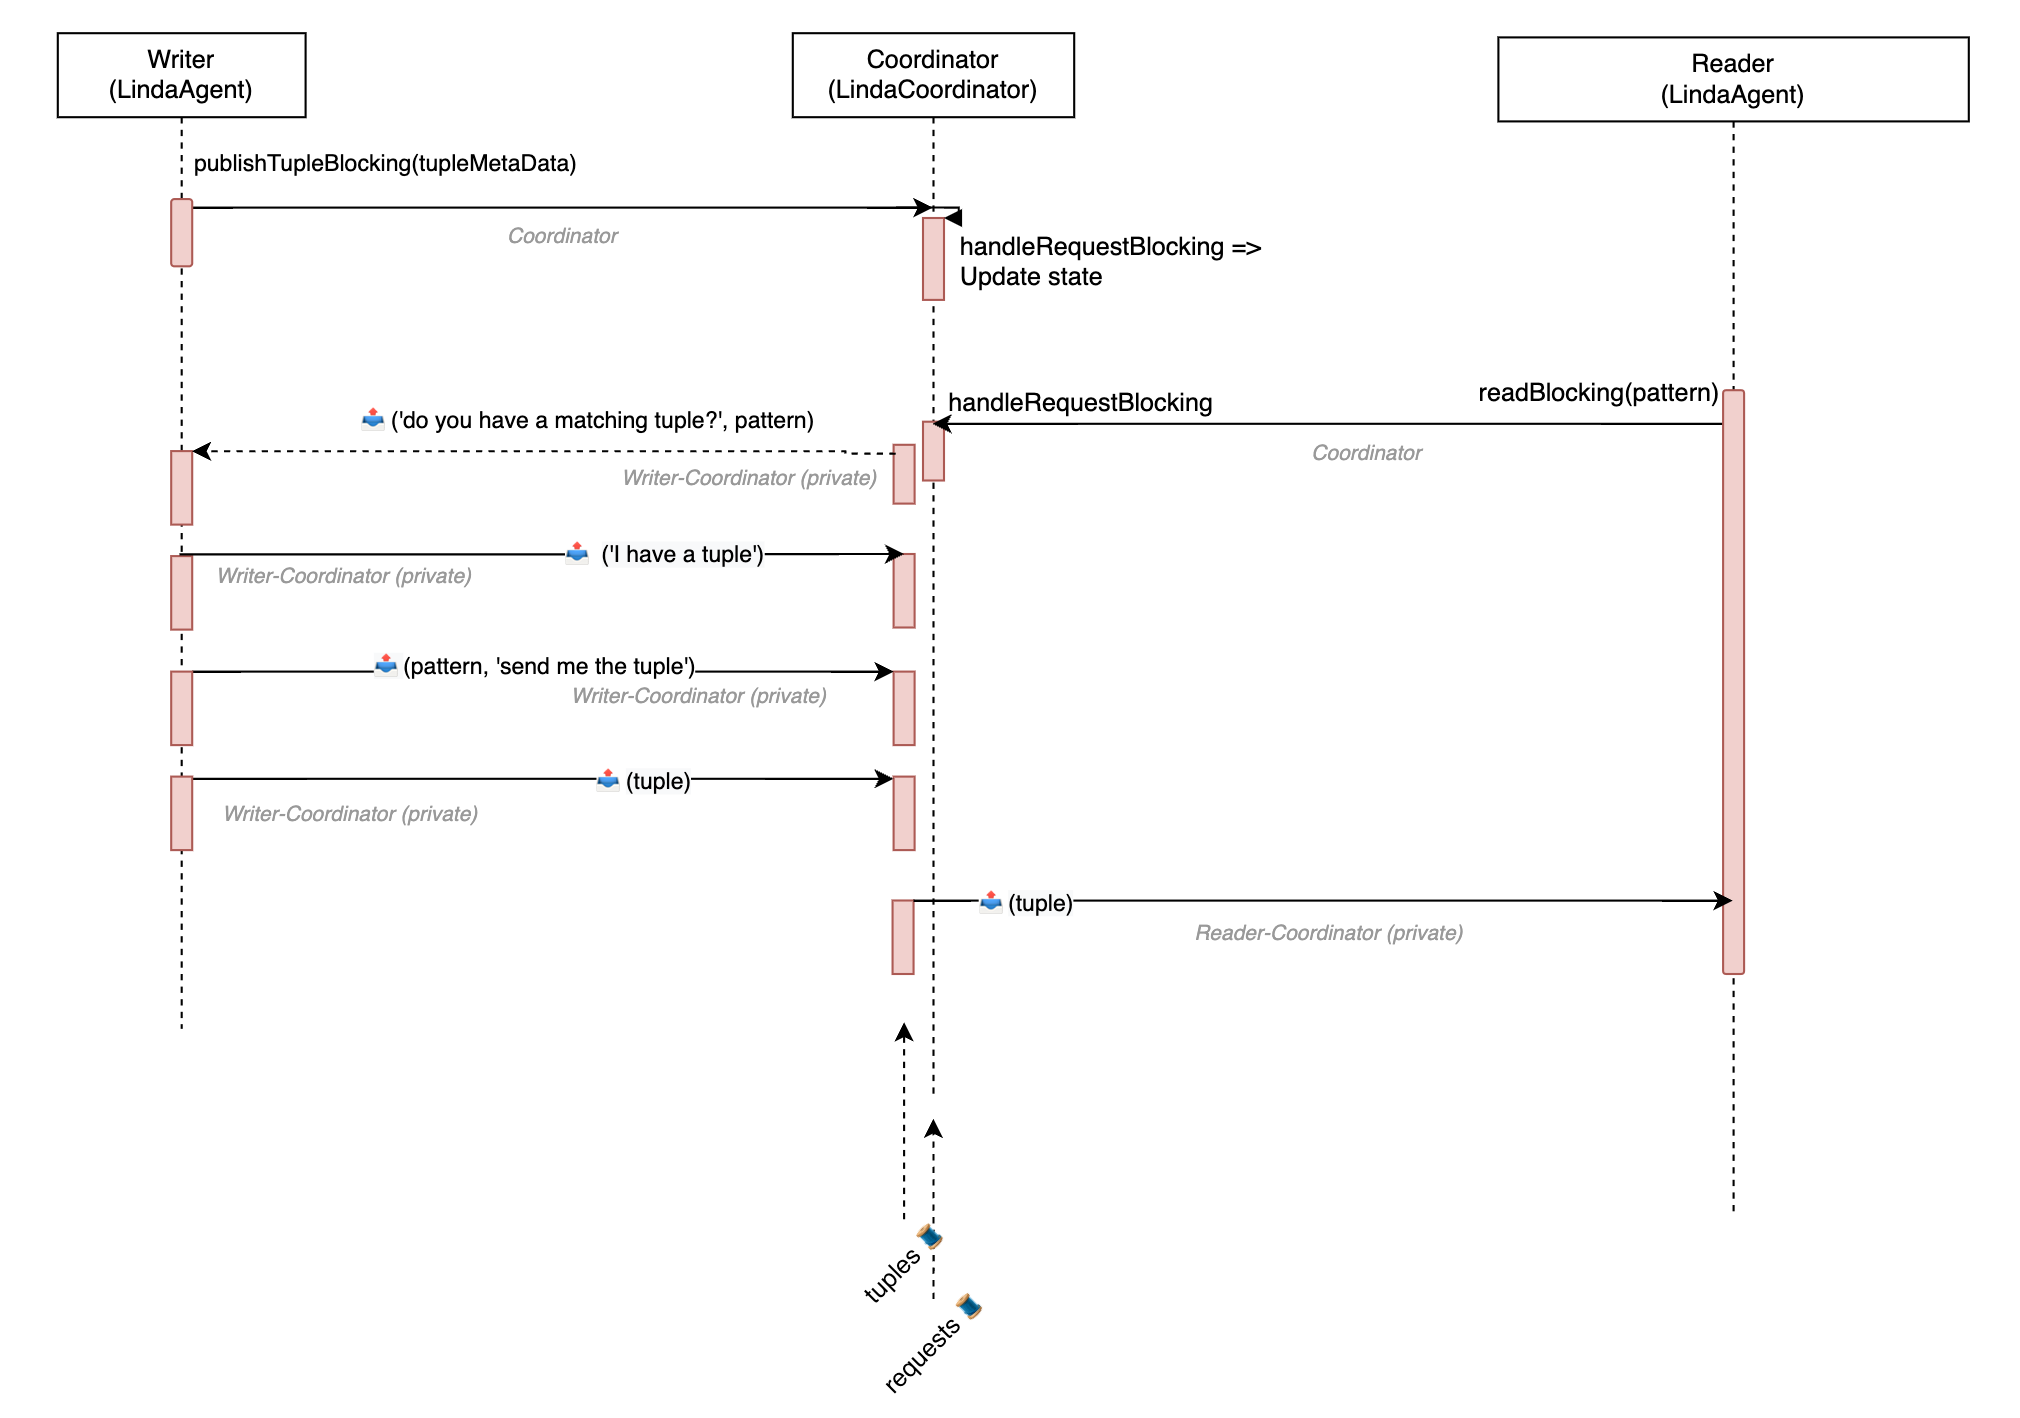 Writer
(LindaAgent)
Coordinator
(LindaCoordinator)
Reader
(LindaAgent)
publishTupleBlocking(tupleMetaData)
Coordinator
handleRequestBlocking =>
Update state
readBlocking(pattern)
handleRequestBlocking
📤 ('do you have a matching tuple?', pattern)
Coordinator
Writer-Coordinator (private)
📤 ('I have a tuple')
Writer-Coordinator (private)
📤 (pattern, 'send me the tuple')
Writer-Coordinator (private)
📤 (tuple)
Writer-Coordinator (private)
📤 (tuple)
Reader-Coordinator (private)
tuples 🧵
requests 🧵